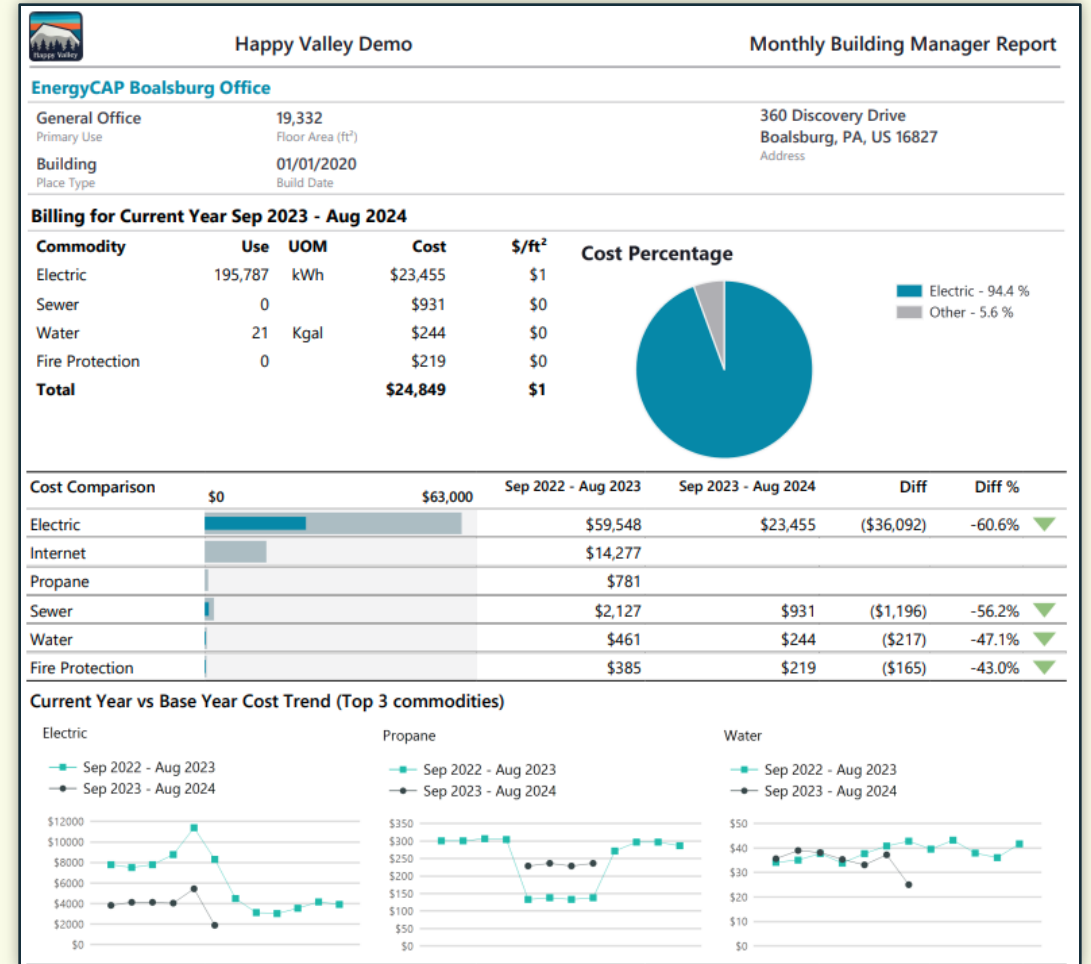 Happy Valley
Happy Valley Demo
Monthly Building Manager Report
EnergyCAP Boalsburg Office
General Office
Primary Use
19,332
Floor Area (ft²)
360 Discovery Drive
Boalsburg, PA, US 16827
Address
Building
Place Type
01/01/2020
Build Date
Billing for Current Year Sep 2023 - Aug 2024
Commodity Use UOM Cost $/ft²
Electric 195,787 kWh $23,455 $1
Sewer 0 $931 $0
Water 21 Kgal $244 $0
Fire Protection 0 $219 $0
Total $24,849 $1
Cost Percentage
Electric - 94.4 %
Other - 5.6 %
Cost Comparison $0 $63,000 Sep 2022 - Aug 2023 Sep 2023 - Aug 2024 Diff Diff %
Electric $59,548 $23,455 ($36,092) -60.6%
Internet $14,277
Propane $781
Sewer $2,127 $931 ($1,196) -56.2%
Water $461 $244 ($217) -47.1%
Fire Protection $385 $219 ($165) -43.0%
Current Year vs Base Year Cost Trend (Top 3 commodities)
Electric
Sep 2022 - Aug 2023
Sep 2023 - Aug 2024
$12000
$10000
$8000
$6000
$4000
$2000
$0
Propane
Sep 2022 - Aug 2023
Sep 2023 - Aug 2024
$350
$300
$250
$200
$150
$100
$50
$0
Water
Sep 2022 - Aug 2023
Sep 2023 - Aug 2024
$50
$40
$30
$20
$10
$0